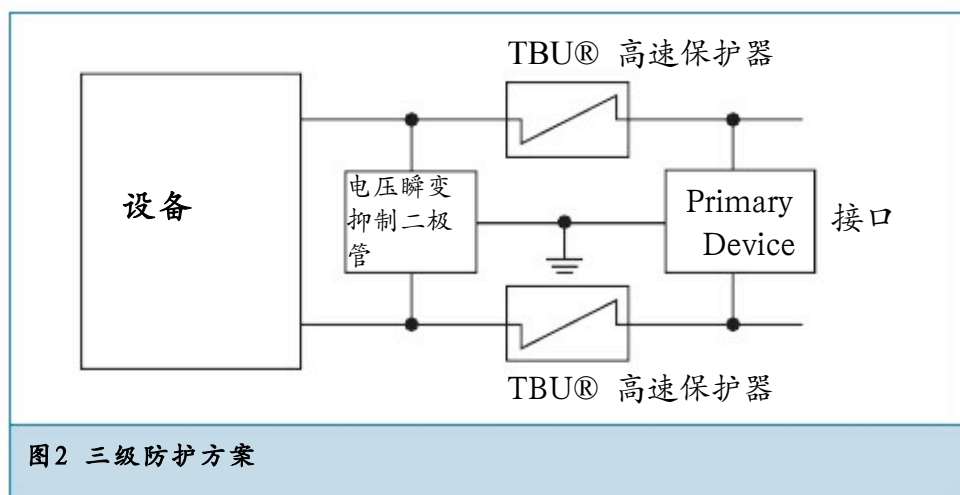 TBU® 高速保护器
设备
电压瞬变
抑制二极
管
Primary
Device
接口
TBU® 高速保护器
图2 三级防护方案